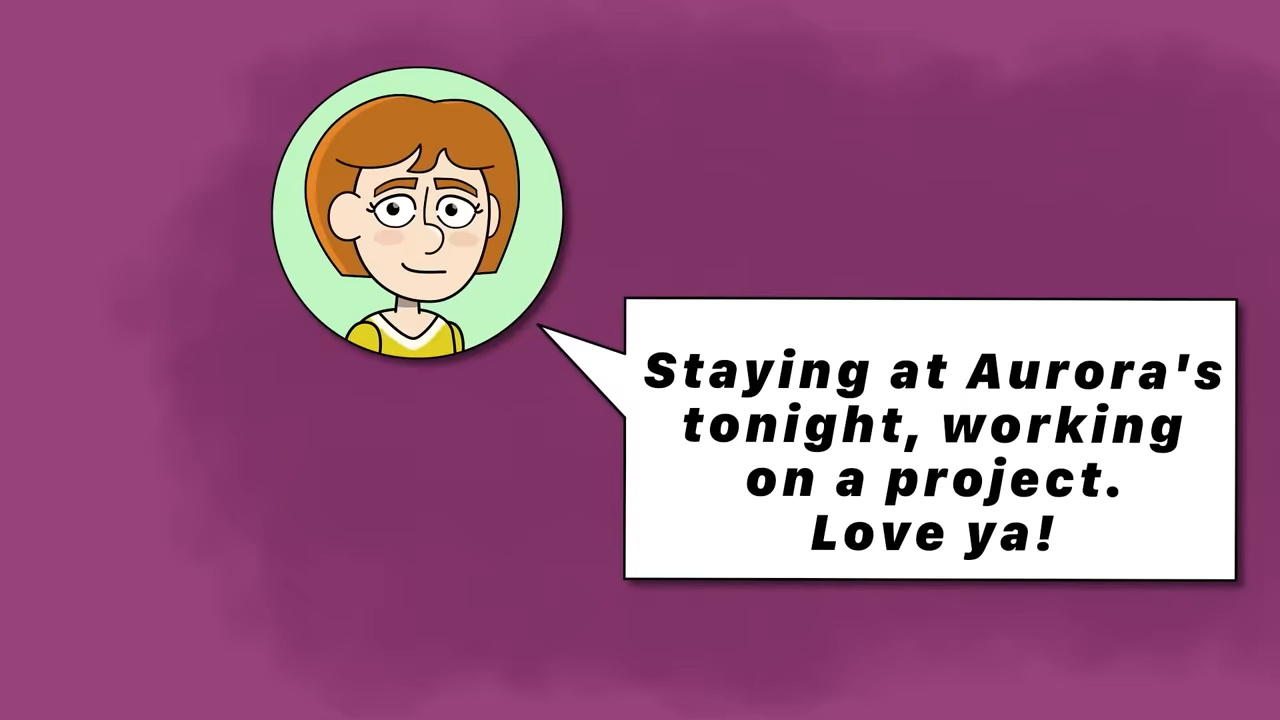 Staying at Aurora's
tonight, working
on a project.
Love ya!